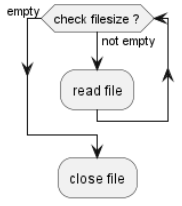 empty
check filesize ?
not empty
read file
close file